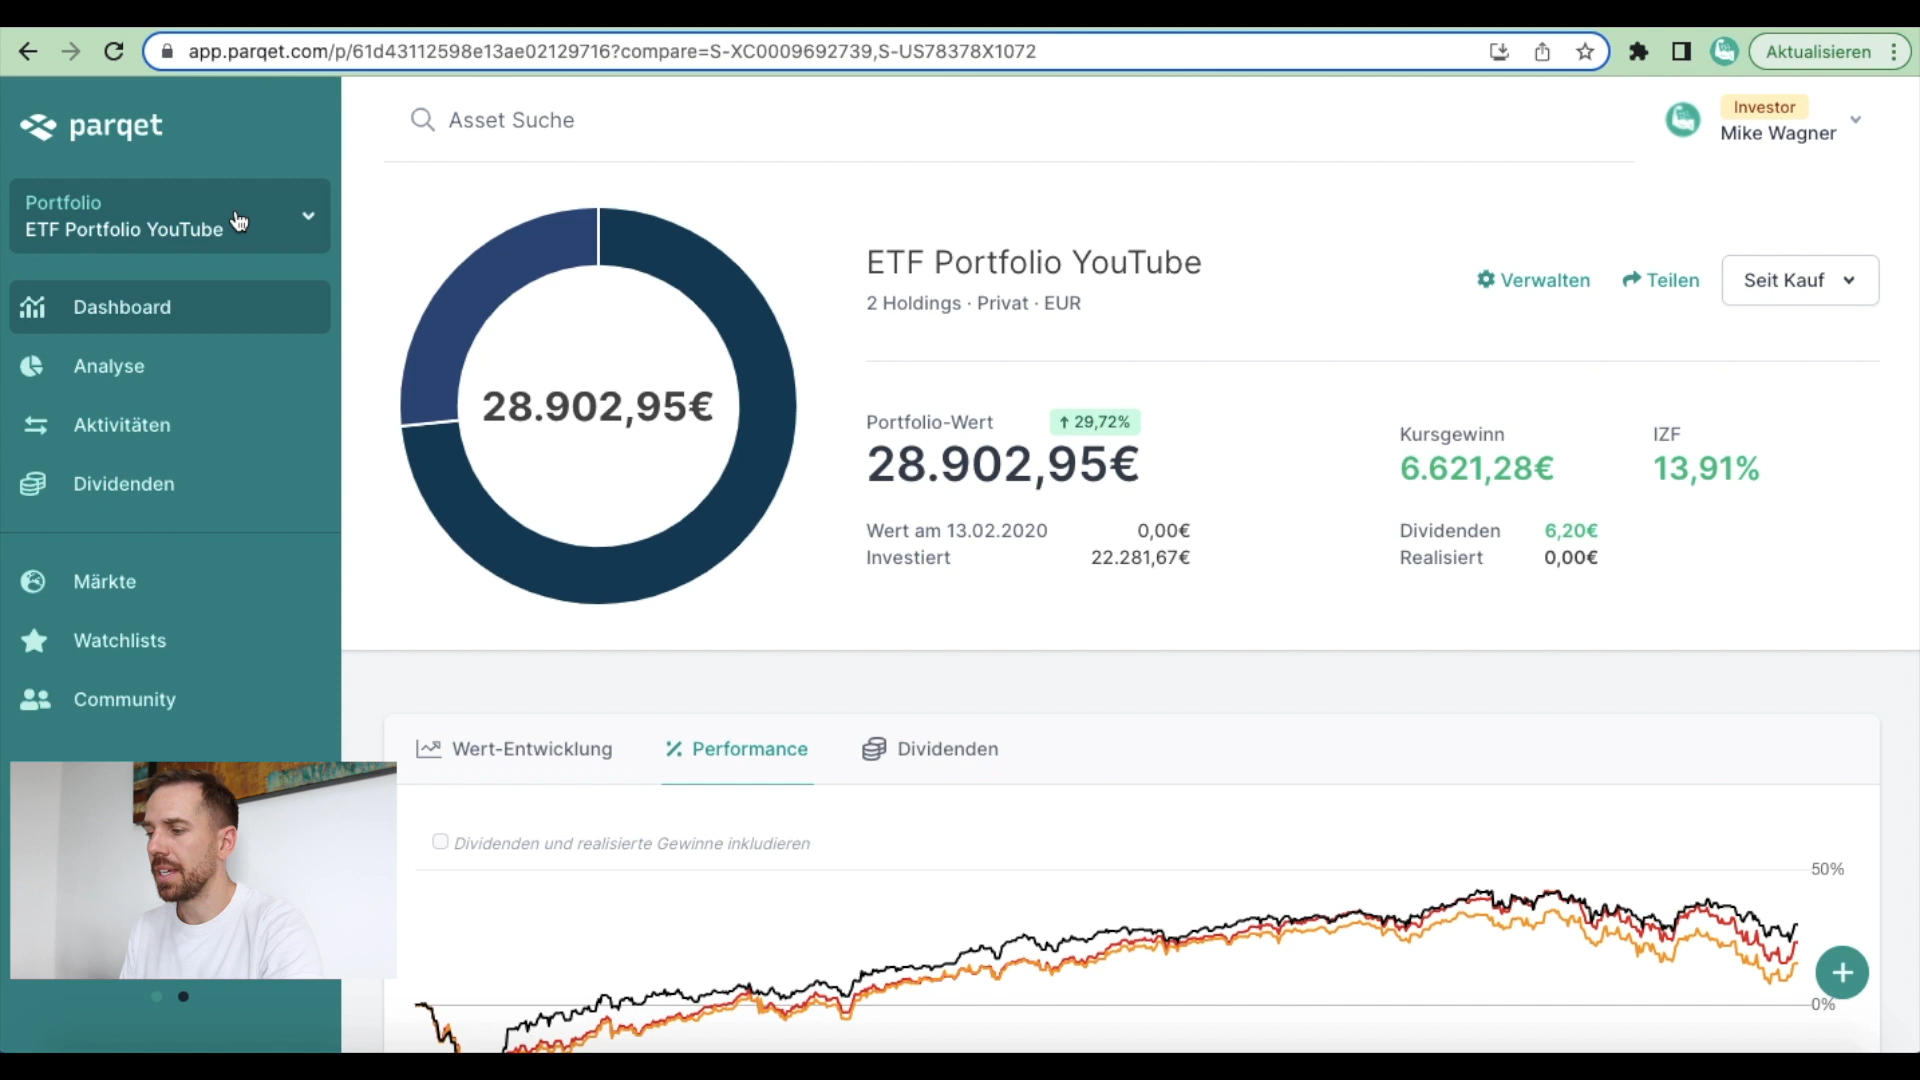 app.parqet.com/p/61d43112598e13ae02129716?compare=S-XC0009692739,S-US78378X1072
Aktualisieren
parqet
Asset Suche
Investor
Mike Wagner
Portfolio
ETF Portfolio YouTube
Dashboard
Analyse
Aktivitäten
Dividenden
Märkte
Watchlists
Community
28.902,95€
ETF Portfolio YouTube
2 Holdings · Privat · EUR
Verwalten
Teilen
Seit Kauf
Portfolio-Wert
↑ 29,72%
28.902,95€
Wert am 13.02.2020 0,00€
Investiert 22.281,67€
Kursgewinn
6.621,28€
IZF
13,91%
Dividenden 6,20€
Realisiert 0,00€
Wert-Entwicklung
Performance
Dividenden
Dividenden und realisierte Gewinne inkludieren
50%
0%